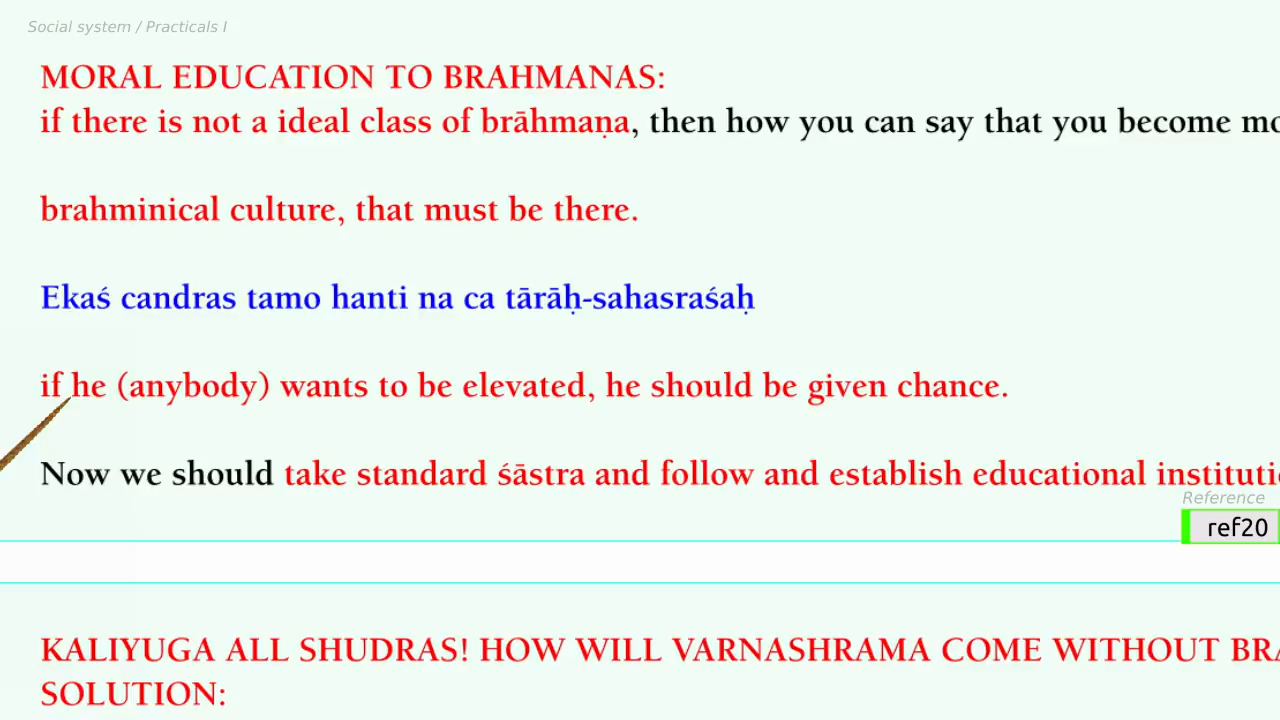 Social system / Practicals I
MORAL EDUCATION TO BRAHMANAS:
if there is not a ideal class of brāhmaṇa, then how you can say that you become
brahminical culture, that must be there.
Ekaś candras tamo hanti na ca tārāḥ-sahasraśaḥ
if he (anybody) wants to be elevated, he should be given chance.
Now we should take standard śāstra and follow and establish educational
Reference
ref20
KALIYUGA ALL SHUDRAS! HOW WILL VARNASHRAMA COME WITHOUT
SOLUTION: